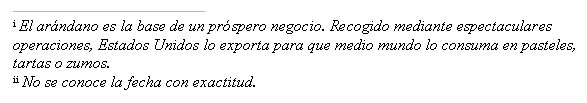 i El arándano es la base de un próspero negocio. Recogido mediante espectaculares
operaciones, Estados Unidos lo exporta para que medio mundo lo consuma en pasteles,
tartas o zumos.
ii No se conoce la fecha con exactitud.